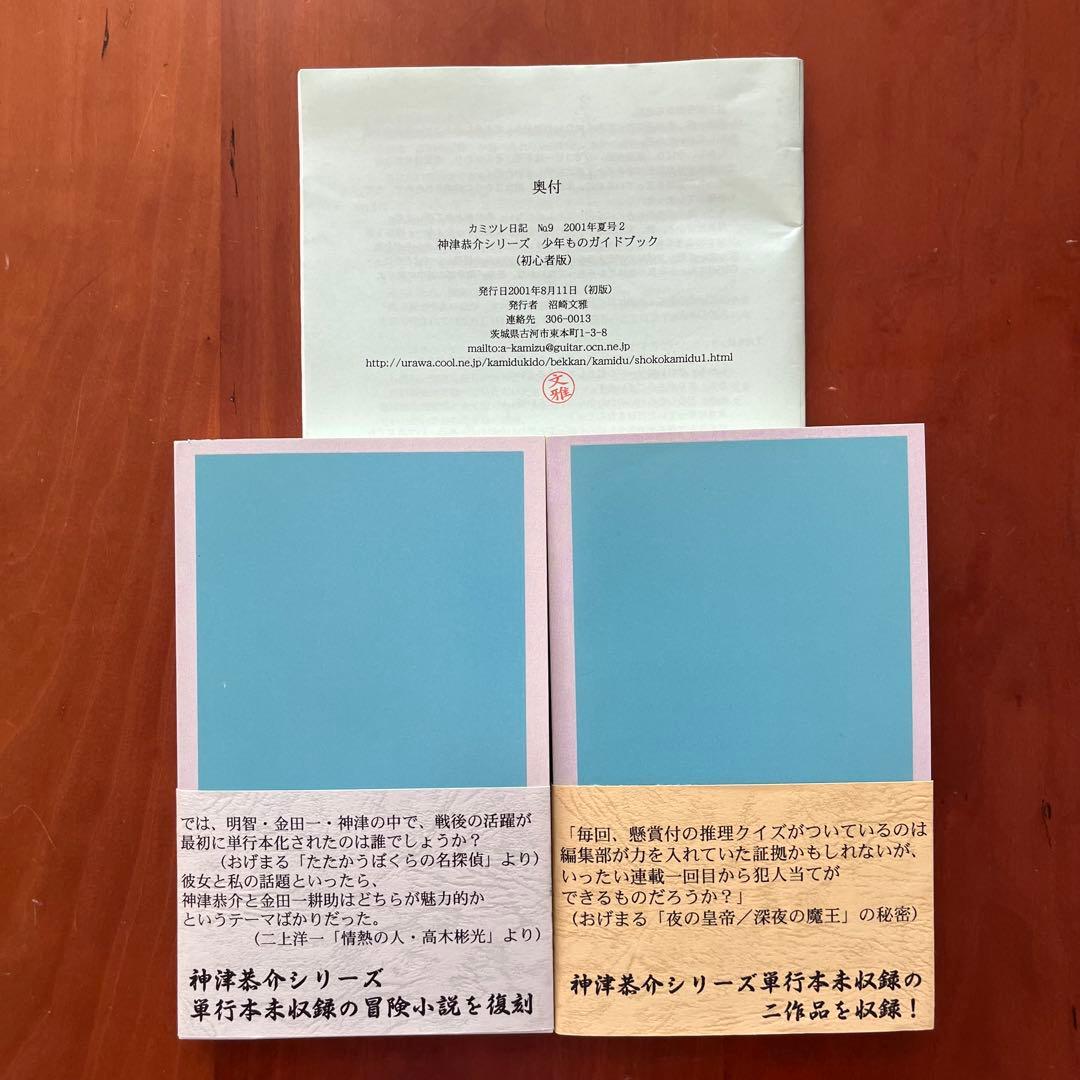 奥付
カミツレ日記　№9　2001年夏号2
神津恭介シリーズ　少年ものガイドブック
（初心者版）
発行日2001年8月11日（初版）
発行者　沼崎文雅
連絡先　306-0013
茨城県古河市東本町1-3-8
mailto:a-kamizu@guitar.ocn.ne.jp
http://urawa.cool.ne.jp/kamidukido/bekkan/kamidu/shokokamidu1.html
文雅
では、明智・金田一・神津の中で、戦後の活躍が
最初に単行本化されたのは誰でしょうか？
（おげまる「たたかうぼくらの名探偵」より）
彼女と私の話題といったら、
神津恭介と金田一耕助はどちらが魅力的か
というテーマばかりだった。
（二上洋一「情熱の人・高木彬光」より）
神津恭介シリーズ
単行本未収録の冒険小説を復刻
「毎回、懸賞付の推理クイズがついているのは
編集部が力を入れていた証拠かもしれないが、
いったい連載一回目から犯人当てが
できるものだろうか？」
（おげまる「夜の皇帝／深夜の魔王」の秘密）
神津恭介シリーズ単行本未収録の
二作品を収録！